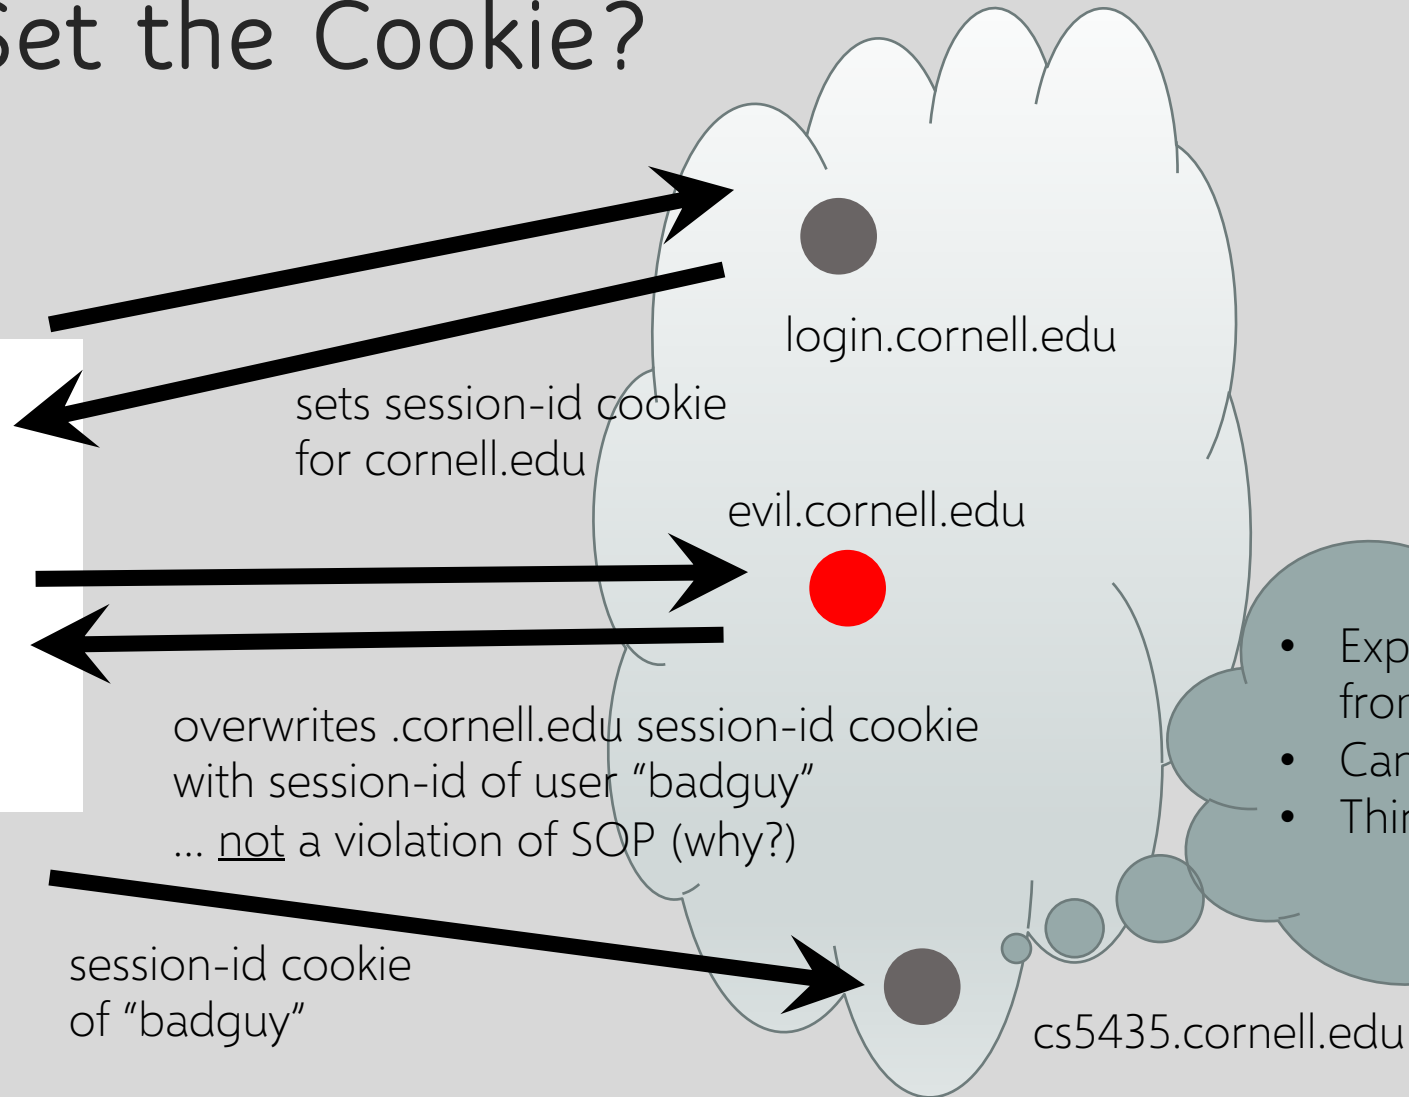 Set the Cookie?
login.cornell.edu
sets session-id cookie
for cornell.edu
evil.cornell.edu
overwrites .cornell.edu session-id cookie
with session-id of user “badguy”
... not a violation of SOP (why?)
session-id cookie
of “badguy”
cs5435.cornell.edu